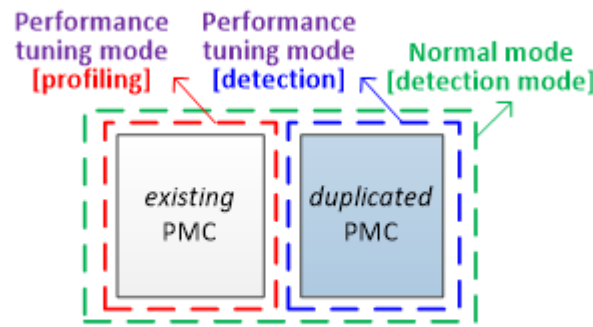 Performance
tuning mode
[profiling]
Performance
tuning mode
[detection]
Normal mode
[detection mode]
existing
PMC
duplicated
PMC